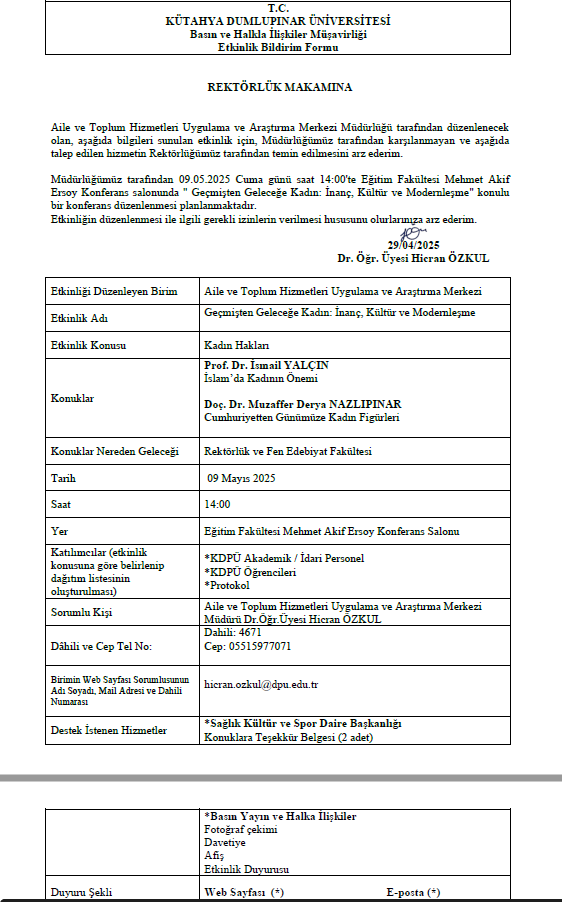 T.C.
KÜTAHYA DUMLUPINAR ÜNİVERSİTESİ
Basın ve Halkla İlişkiler Müşavirliği
Etkinlik Bildirim Formu
REKTÖRLÜK MAKAMINA
Aile ve Toplum Hizmetleri Uygulama ve Araştırma Merkezi Müdürlüğü tarafından düzenlenecek
olan, aşağıda bilgileri sunulan etkinlik için, Müdürlüğümüz tarafından karşılanmayan ve aşağıda
talep edilen hizmetin Rektörlüğümüz tarafından temin edilmesini arz ederim.
Müdürlüğümüz tarafından 09.05.2025 Cuma günü saat 14:00'te Eğitim Fakültesi Mehmet Akif
Ersoy Konferans salonunda " Geçmişten Geleceğe Kadın: İnanç, Kültür ve Modernleşme" konulu
bir konferans düzenlenmesi planlanmaktadır.
Etkinliğin düzenlenmesi ile ilgili gerekli izinlerin verilmesi hususunu olurlarınıza arz ederim.
29/04/2025
Dr. Öğr. Üyesi Hicran ÖZKUL
Etkinliği Düzenleyen Birim Aile ve Toplum Hizmetleri Uygulama ve Araştırma Merkezi
Etkinlik Adı Geçmişten Geleceğe Kadın: İnanç, Kültür ve Modernleşme
Etkinlik Konusu Kadın Hakları
Konuklar
Prof. Dr. İsmail YALÇIN
İslam'da Kadının Önemi
Doç. Dr. Muzaffer Derya NAZLIPINAR
Cumhuriyetten Günümüze Kadın Figürleri
Konuklar Nereden Geleceği Rektörlük ve Fen Edebiyat Fakültesi
Tarih 09 Mayıs 2025
Saat 14:00
Yer Eğitim Fakültesi Mehmet Akif Ersoy Konferans Salonu
Katılımcılar (etkinlik
konusuna göre belirlenip
dağıtım listesinin
oluşturulması)
*KDPÜ Akademik / İdari Personel
*KDPÜ Öğrencileri
*Protokol
Sorumlu Kişi
Aile ve Toplum Hizmetleri Uygulama ve Araştırma Merkezi
Müdürü Dr.Öğr.Üyesi Hicran ÖZKUL
Dâhili ve Cep Tel No:
Dahili: 4671
Cep: 05515977071
Birimin Web Sayfası Sorumlusunun
Adı Soyadı, Mail Adresi ve Dahili
Numarası
hicran.ozkul@dpu.edu.tr
Destek İstenen Hizmetler
*Sağlık Kültür ve Spor Daire Başkanlığı
Konuklara Teşekkür Belgesi (2 adet)
*Basın Yayın ve Halka İlişkiler
Fotoğraf çekimi
Davetiye
Afiş
Etkinlik Duyurusu
Duyuru Şekli Web Sayfası (*) E-posta (*)